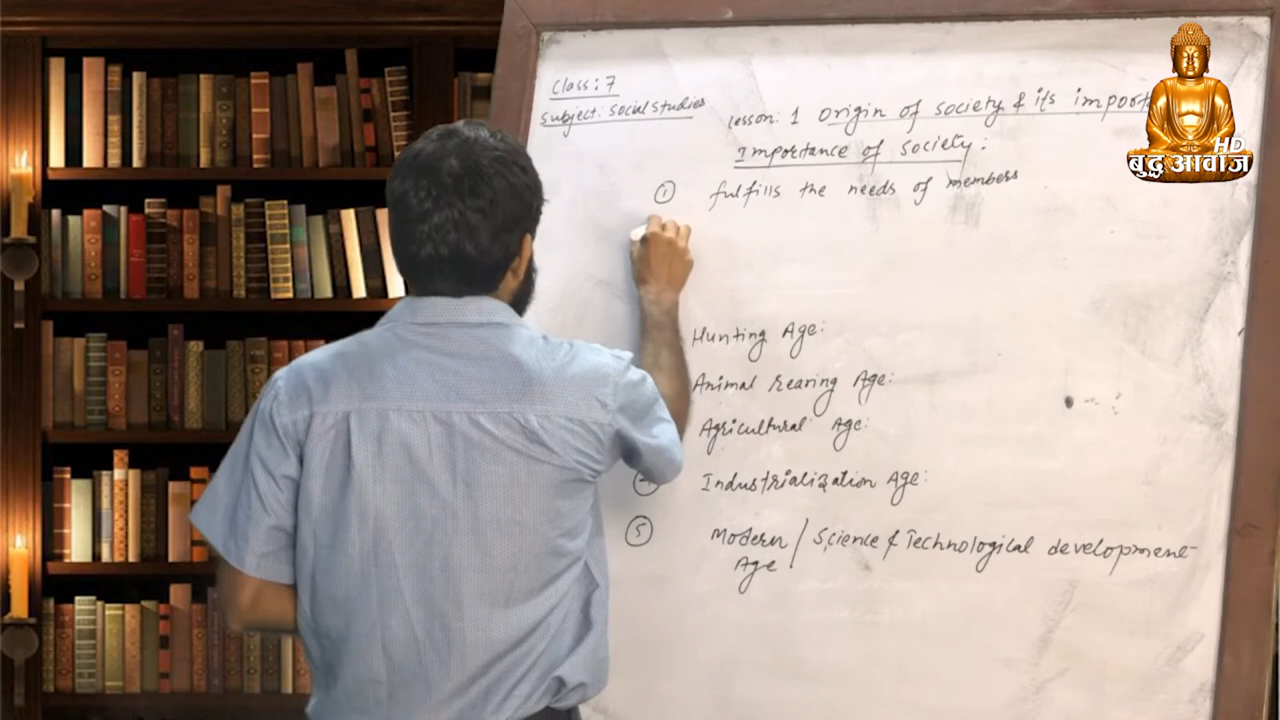 Class: 7
Subject: Social studies
Lesson: 1 Origin of society & its import
Importance of society:
① fulfills the needs of members
Hunting Age:
Animal rearing Age:
Agricultural Age:
Industrialization Age:
⑤ Modern / Science & Technological development
Age
HD
बुद्ध आवाज